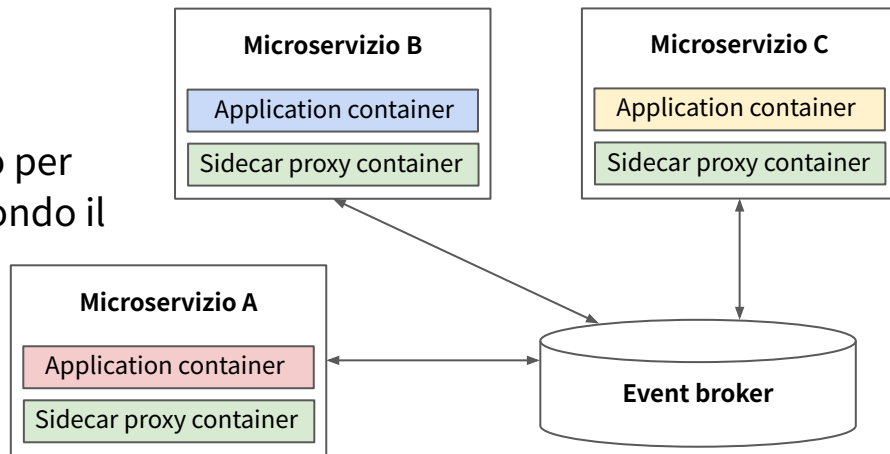 Microservizio B
Application container
Sidecar proxy container
Microservizio C
Application container
Sidecar proxy container
per
ondo il
Microservizio A
Application container
Sidecar proxy container
Event broker